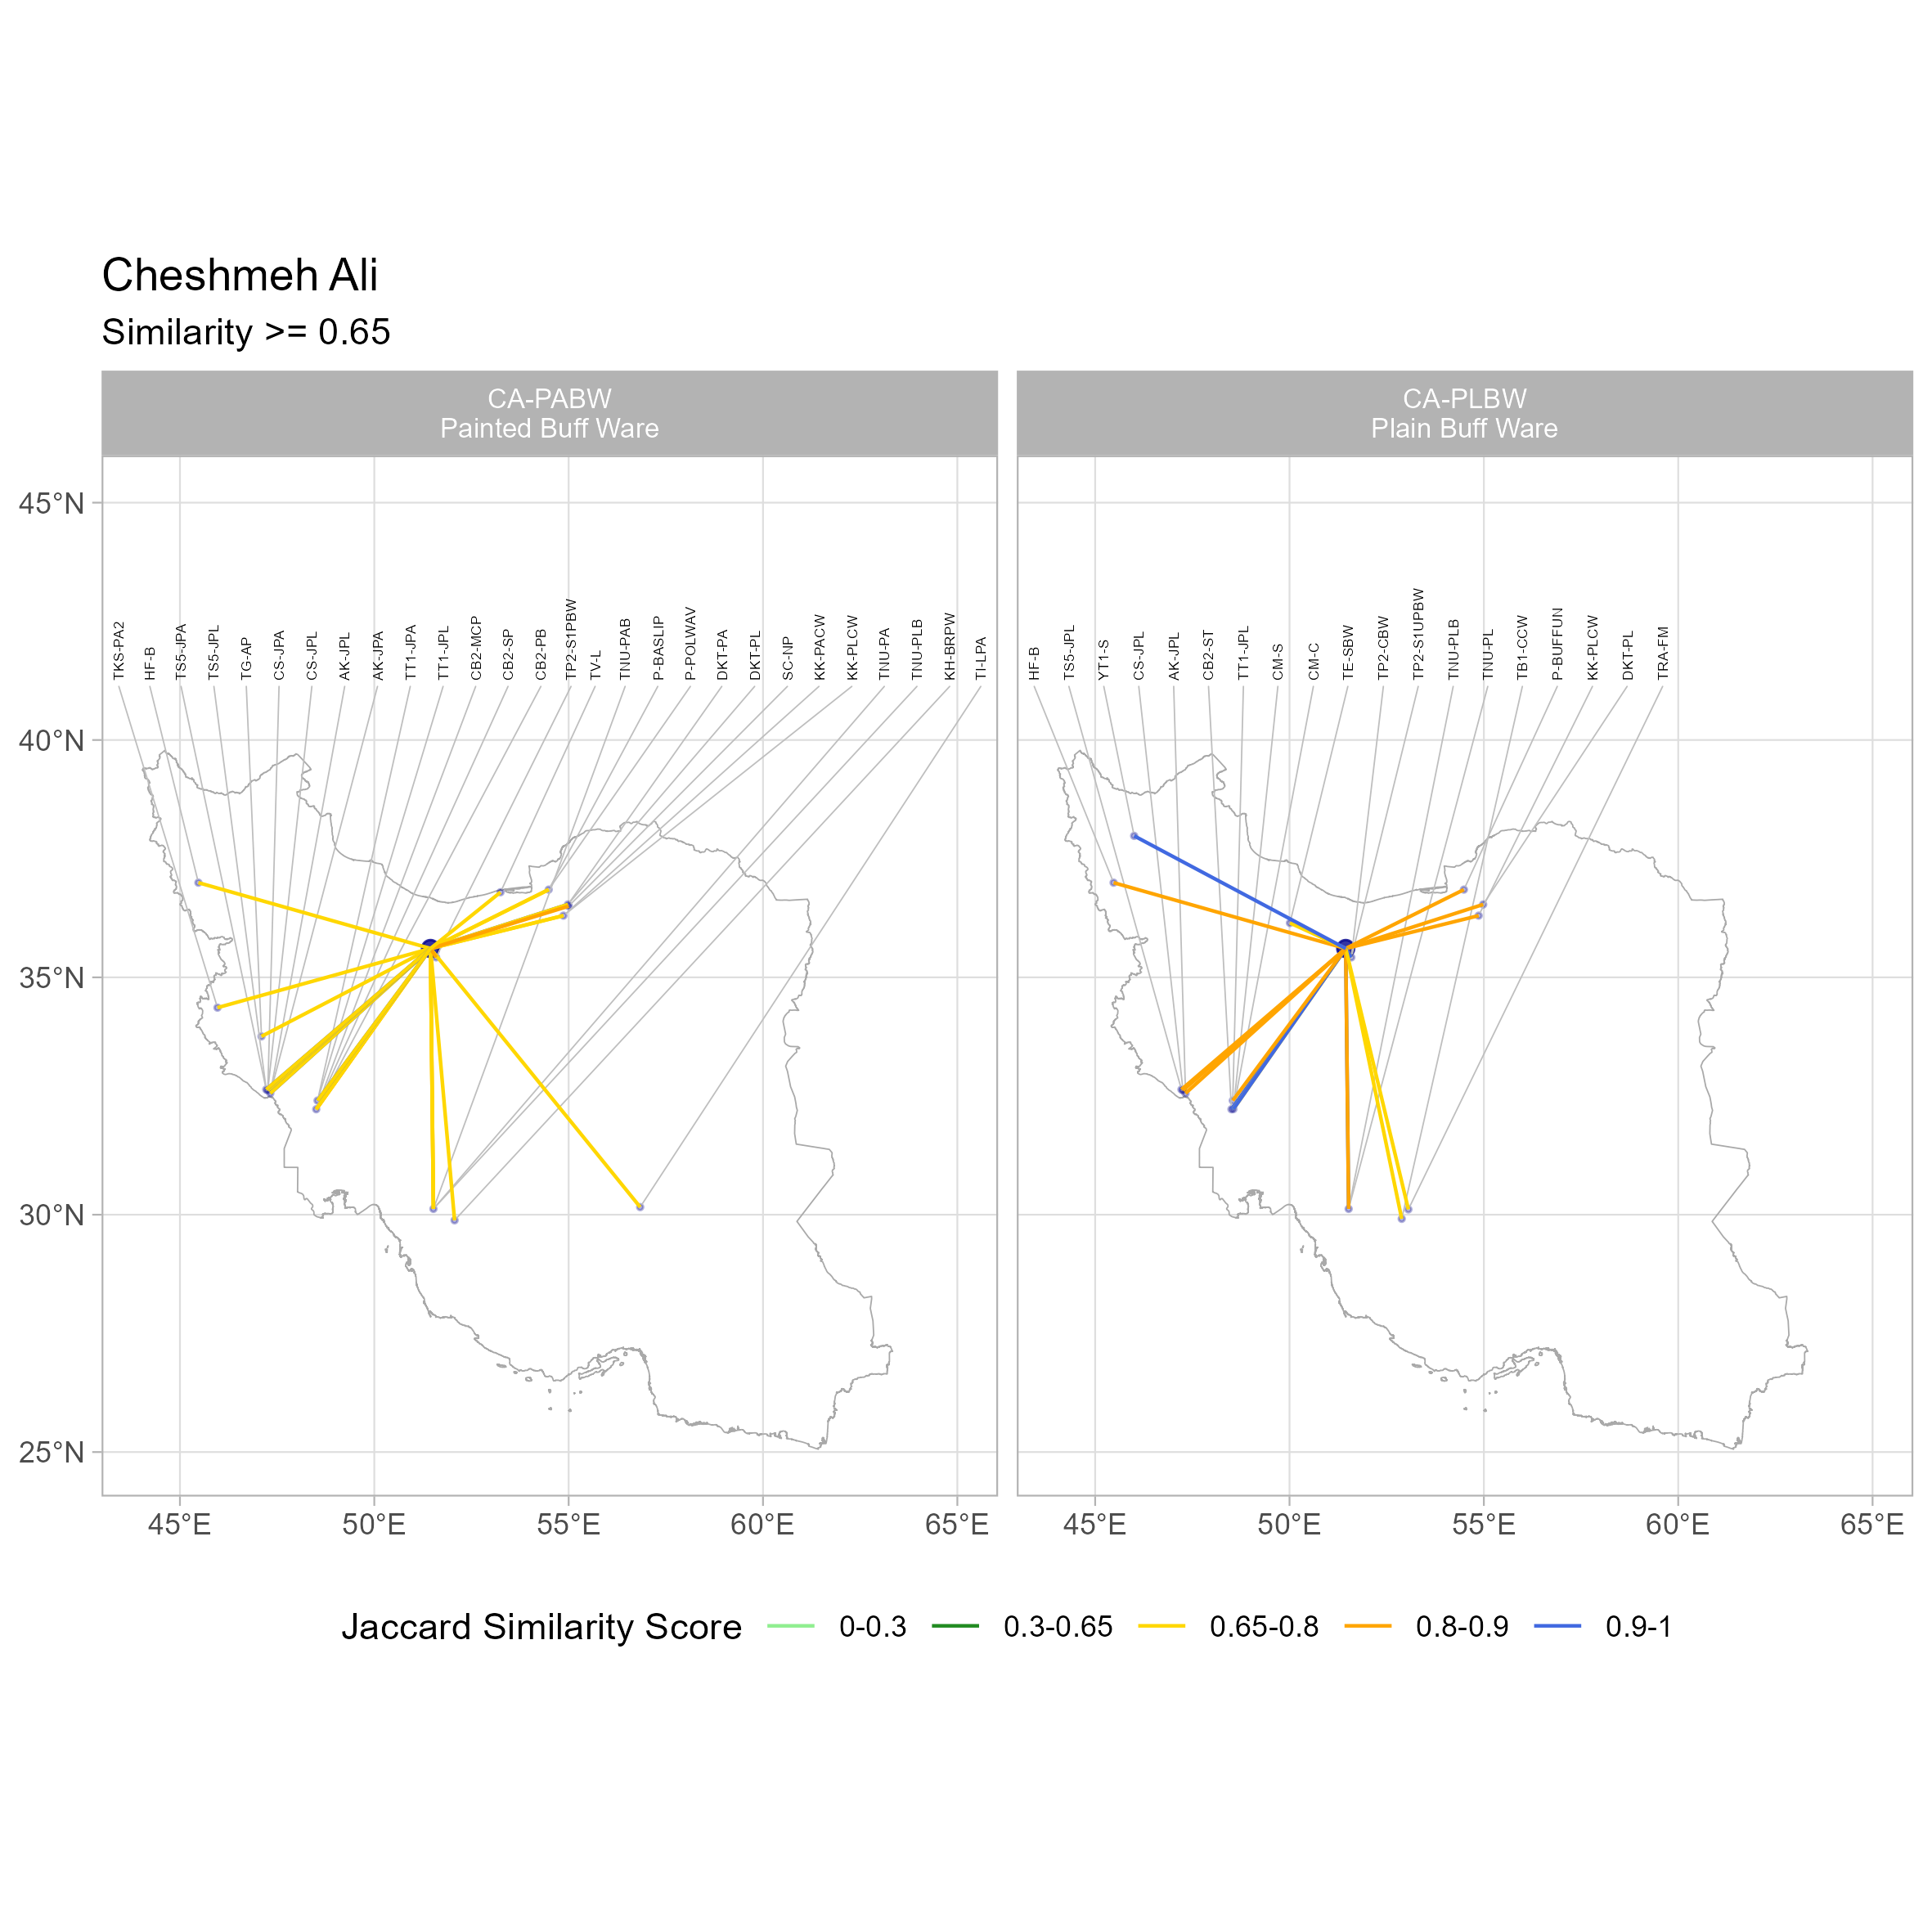 Cheshmeh Ali
Similarity >= 0.65
CA-PABW
Painted Buff Ware
CA-PLBW
Plain Buff Ware
45°N
40°N
35°N
30°N
25°N
TKS-PA2
HF-B
TS5-JPA
TS5-JPL
TG-AP
CS-JPA
CS-JPL
AK-JPL
AK-JPA
TT1-JPA
TT1-JPL
CB2-MCP
CB2-SP
CB2-PB
TP2-S1PBW
TV-L
TNU-PAB
P-BASLIP
P-POLWAV
DKT-PA
DKT-PL
SC-NP
KK-PACW
KK-PLCW
TNU-PA
TNU-PLB
KH-BRPW
TI-LPA
HF-B
TS5-JPL
YT1-S
CS-JPL
AK-JPL
CB2-ST
TT1-JPL
CM-S
CM-C
TE-SBW
TP2-CBW
TP2-S1UPBW
TNU-PLB
TNU-PL
TB1-CCW
P-BUFFUN
KK-PLCW
DKT-PL
TRA-FM
45°E
50°E
55°E
60°E
65°E
45°E
50°E
55°E
60°E
65°E
Jaccard Similarity Score
0-0.3
0.3-0.65
0.65-0.8
0.8-0.9
0.9-1